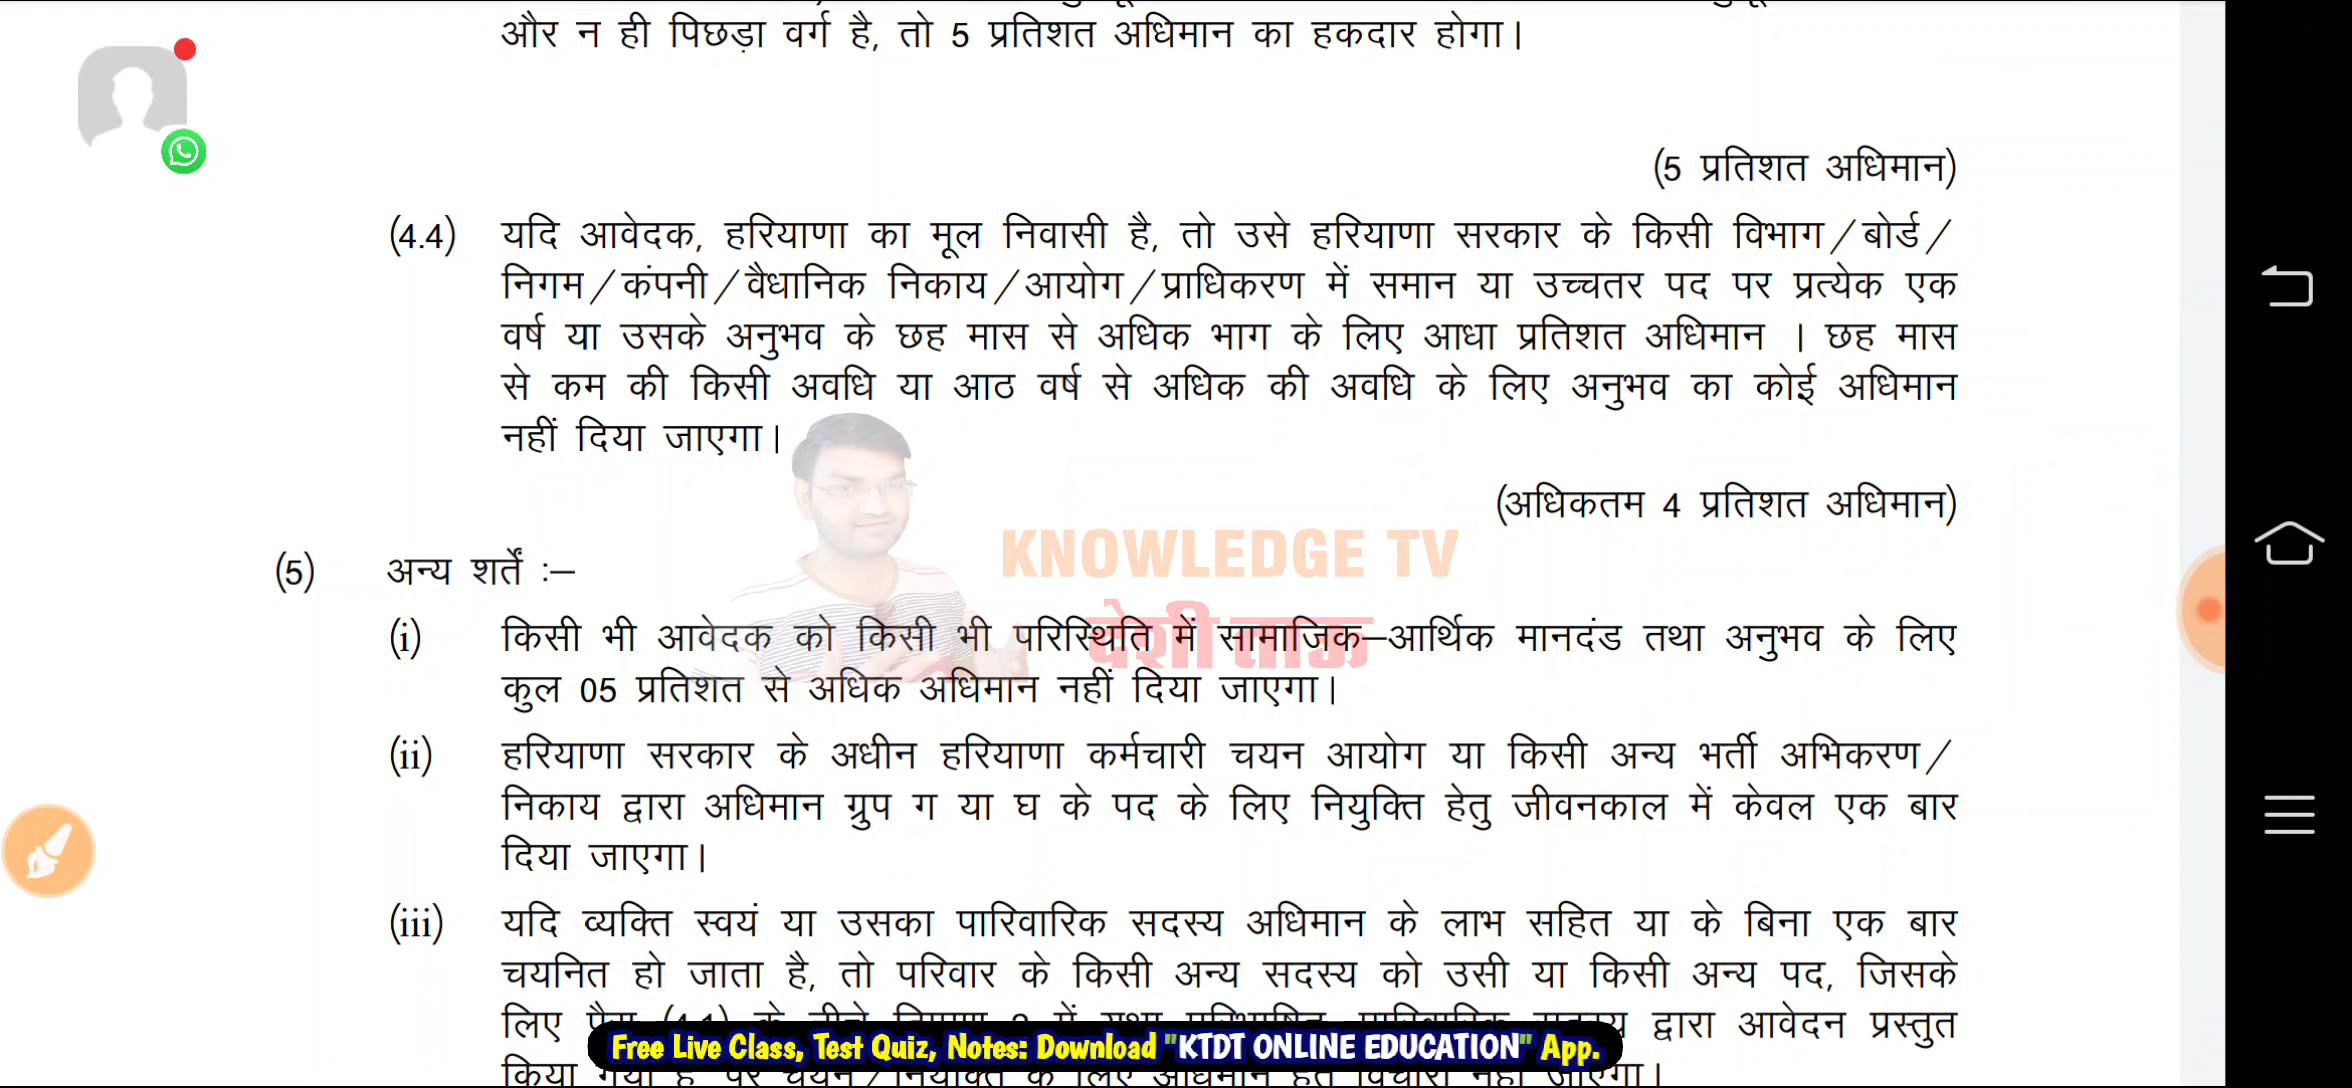 और न ही पिछड़ा वर्ग है, तो 5 प्रतिशत अधिमान का हकदार होगा।
(5 प्रतिशत अधिमान)
(4.4) यदि आवेदक, हरियाणा का मूल निवासी है, तो उसे हरियाणा सरकार के किसी विभाग/बोर्ड/
निगम/कंपनी/वैधानिक निकाय/आयोग/प्राधिकरण में समान या उच्चतर पद पर प्रत्येक एक
वर्ष या उसके अनुभव के छह मास से अधिक भाग के लिए आधा प्रतिशत अधिमान । छह मास
से कम की किसी अवधि या आठ वर्ष से अधिक की अवधि के लिए अनुभव का कोई अधिमान
नहीं दिया जाएगा।
(अधिकतम 4 प्रतिशत अधिमान)
KNOWLEDGE TV
देशी ताऊ
(5) अन्य शर्तें :–
(i) किसी भी आवेदक को किसी भी परिस्थिति में सामाजिक–आर्थिक मानदंड तथा अनुभव के लिए
कुल 05 प्रतिशत से अधिक अधिमान नहीं दिया जाएगा।
(ii) हरियाणा सरकार के अधीन हरियाणा कर्मचारी चयन आयोग या किसी अन्य भर्ती अभिकरण/
निकाय द्वारा अधिमान ग्रुप ग या घ के पद के लिए नियुक्ति हेतु जीवनकाल में केवल एक बार
दिया जाएगा।
(iii) यदि व्यक्ति स्वयं या उसका पारिवारिक सदस्य अधिमान के लाभ सहित या के बिना एक बार
चयनित हो जाता है, तो परिवार के किसी अन्य सदस्य को उसी या किसी अन्य पद, जिसके
लिए द्वारा आवेदन प्रस्तुत
Free Live Class, Test Quiz, Notes: Download "KTDT ONLINE EDUCATION" App.
किया